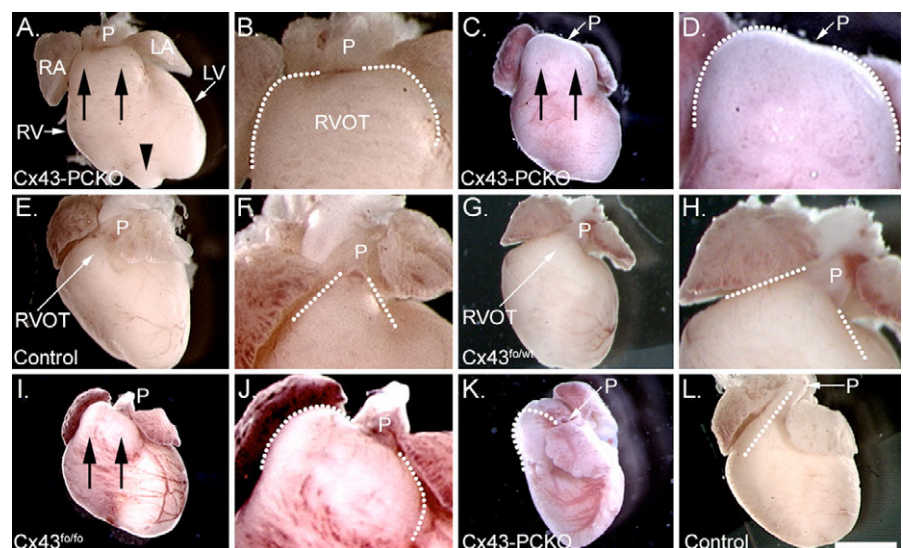 A.
P
LA
RA
LV
RV
Cx43-PCKO
B.
P
RVOT
C.
P
Cx43-PCKO
D.
E.
P
RVOT
Control
F.
P
G.
P
RVOT
Cx43fo/wt
H.
P
I.
P
Cx43fo/fo
J.
P
K.
P
Cx43-PCKO
L.
P
Control